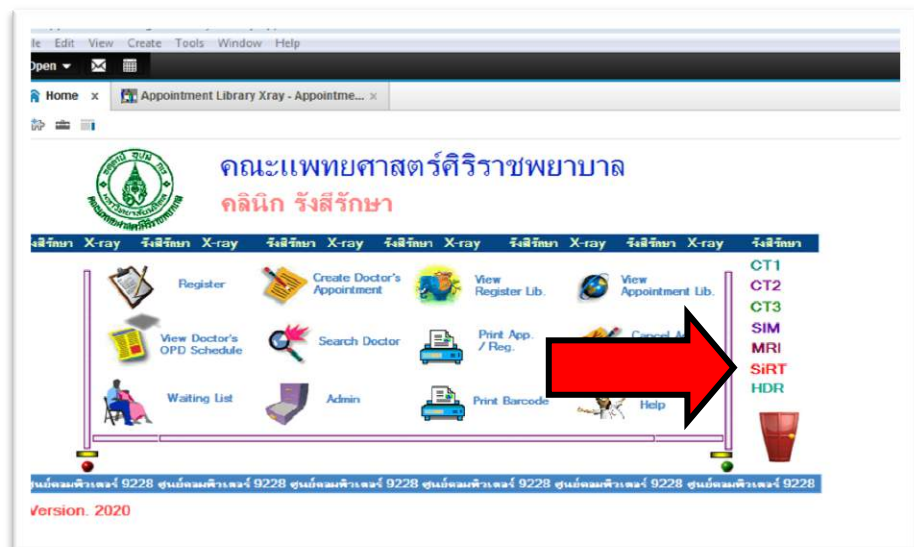 le Edit View Create Tools Window Help
Open
Home x Appointment Library Xray - Appointme... x
คณะแพทยศาสตร์ศิริราชพยาบาล
คลินิก รังสีรักษา
งสีรักษา X-ray รังสีรักษา X-ray รังสีรักษา X-ray รังสีรักษา X-ray รังสีรักษา X-ray รังสีรักษา X-ray รังสีรักษา
Register
Create Doctor's
Appointment
View
Register Lib.
View
Appointment Lib.
View Doctor's
OPD Schedule
Search Doctor
Print App.
/ Reg.
Cancel
Waiting List
Admin
Print Barcode
Help
CT1
CT2
CT3
SIM
MRI
SiRT
HDR
ศูนย์คอมพิวเตอร์ 9228 ศูนย์คอมพิวเตอร์ 9228 ศูนย์คอมพิวเตอร์ 9228 ศูนย์คอมพิวเตอร์ 9228 ศูนย์คอมพิวเตอร์ 9228 ศูนย์คอมพิวเตอร์ 9228
Version. 2020